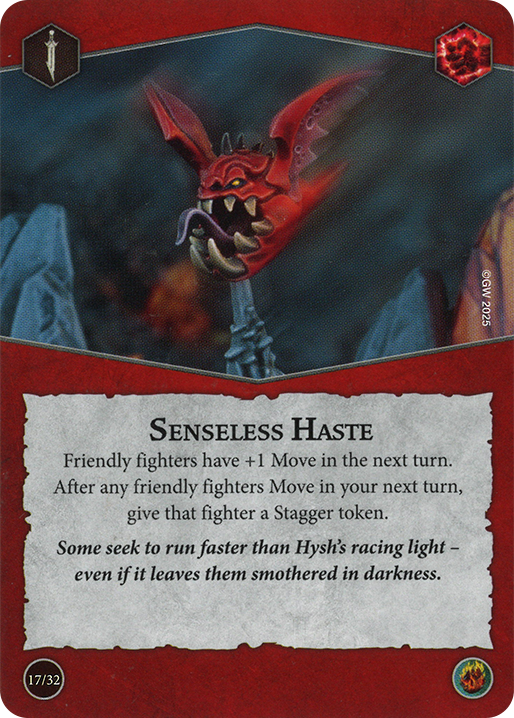 ©GW 2025
Senseless Haste
Friendly fighters have +1 Move in the next turn.
After any friendly fighters Move in your next turn,
give that fighter a Stagger token.
Some seek to run faster than Hysh's racing light –
even if it leaves them smothered in darkness.
17/32